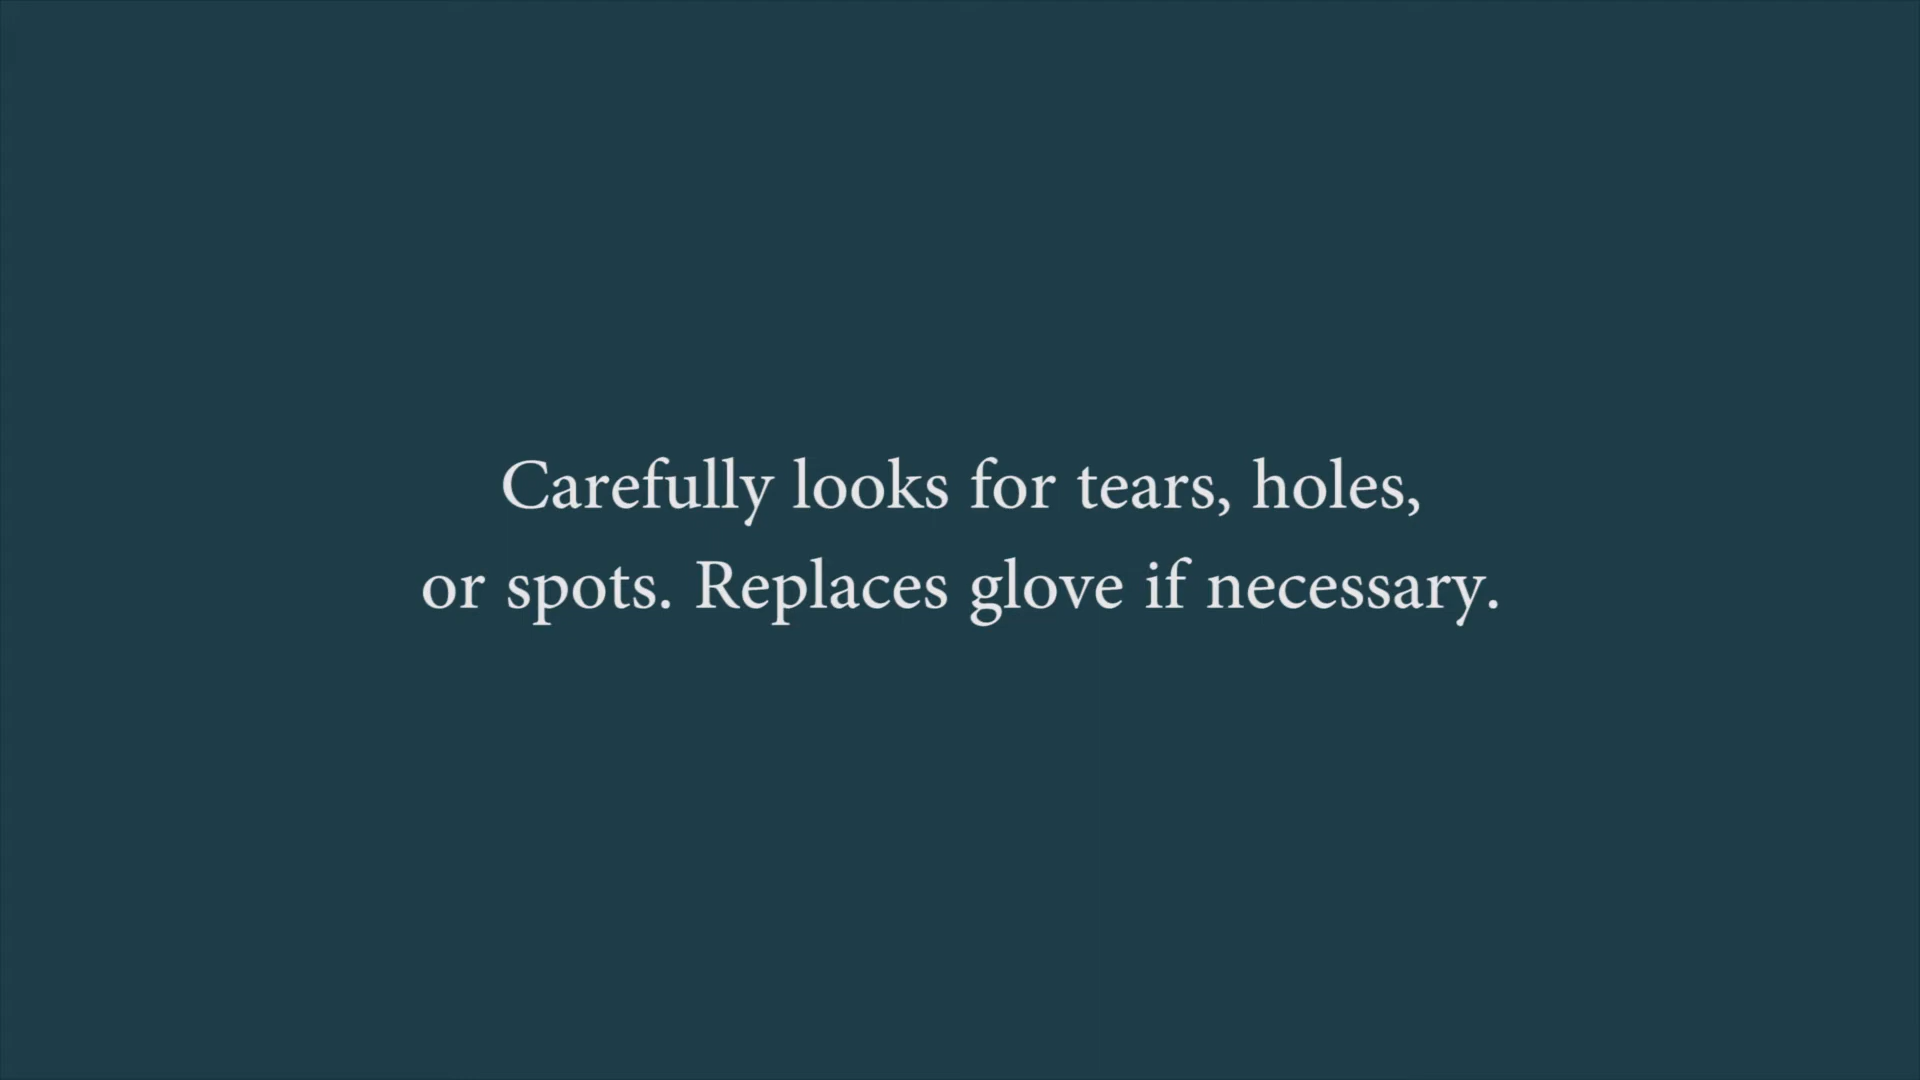 Carefully looks for tears, holes,
or spots. Replaces glove if necessary.